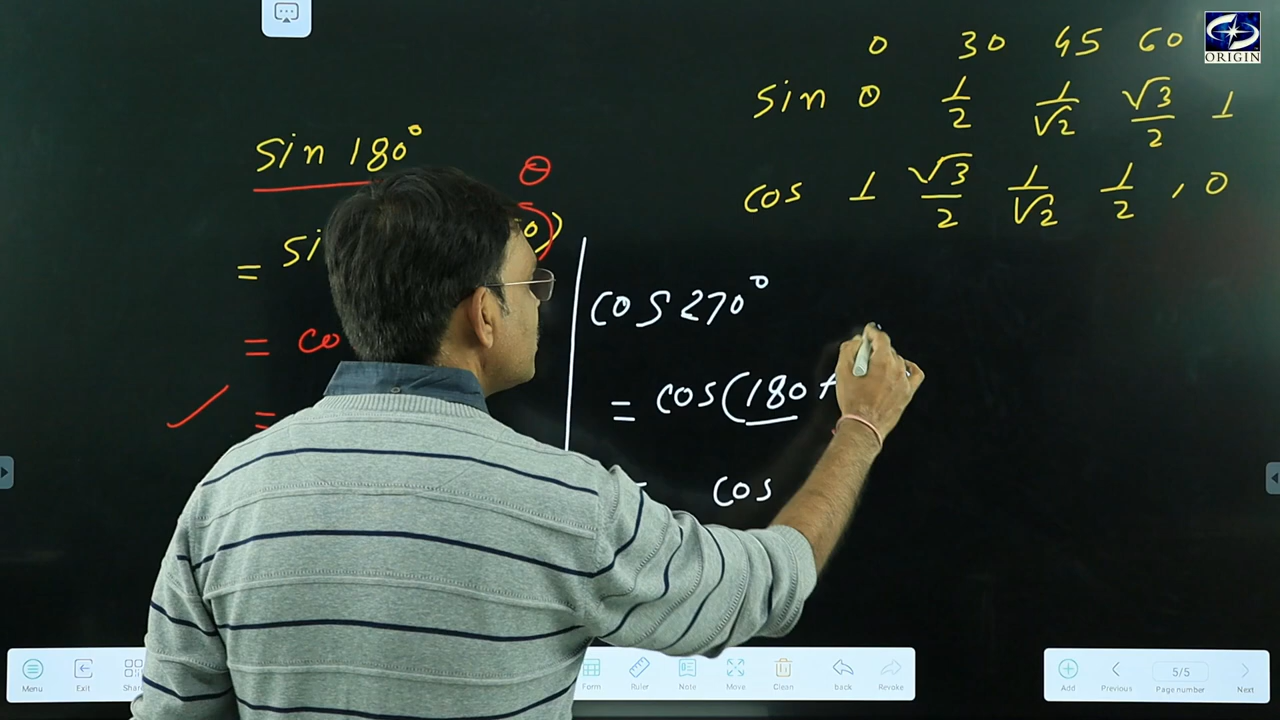 ORIGIN
0 30 45 60
sin 0 1/2 1/√2 √3/2 1
cos 1 √3/2 1/√2 1/2 , 0
sin 180°
θ
=
= co
=
cos 270°
= cos(180+
cos
Menu Exit Form Ruler Note Move Clean back Revoke
Add Previous 5/5 Page number Next